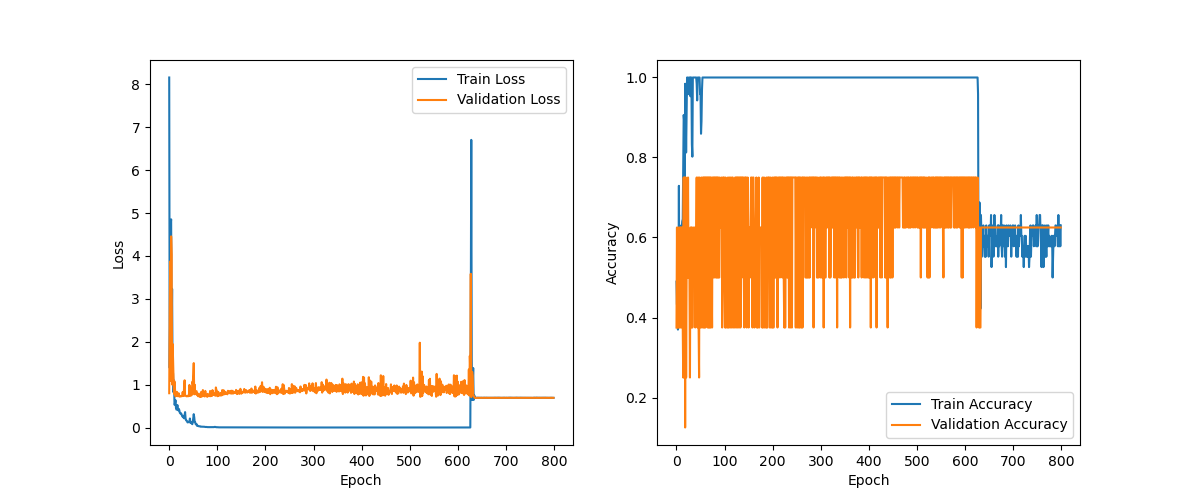 Train Loss
Validation Loss
8
7
6
5
4
3
2
1
0
Loss
0 100 200 300 400 500 600 700 800
Epoch
1.0
0.8
0.6
0.4
0.2
Accuracy
Train Accuracy
Validation Accuracy
0 100 200 300 400 500 600 700 800
Epoch